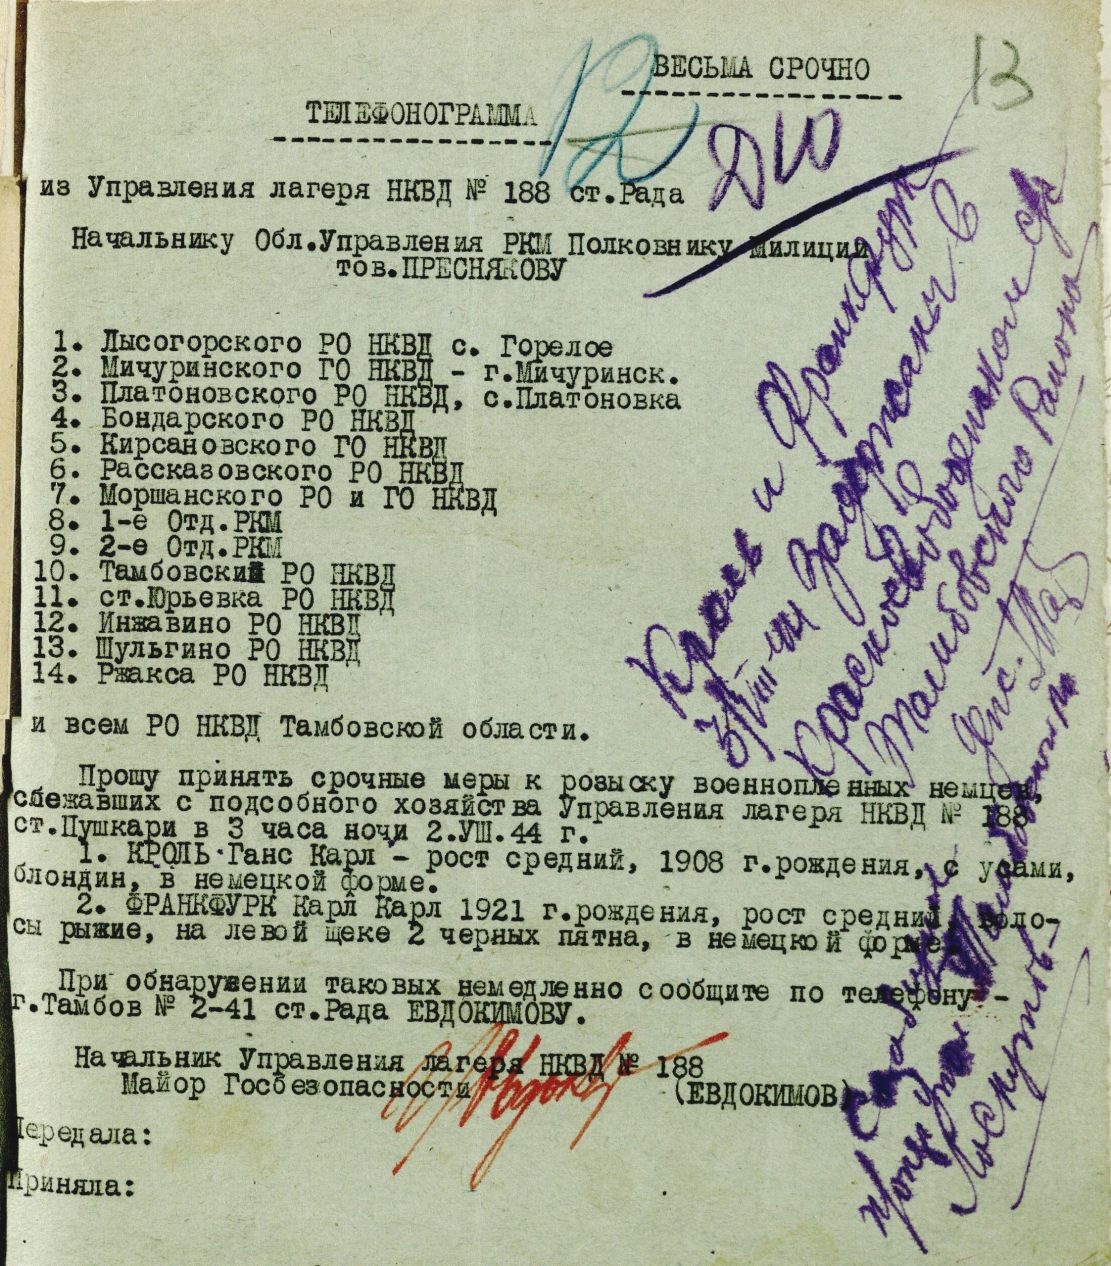 13
ВЕСЬМА СРОЧНО
12
ТЕЛЕФОНОГРАММА
ДЮ
из Управления лагеря НКВД № 188 ст.Рада
Начальнику Обл.Управления РКМ Полковнику Милиции
тов.ПРЕСНЯКОВУ
1. Лысогорского РО НКВД с. Горелое
2. Мичуринского ГО НКВД - г.Мичуринск.
3. Платоновского РО НКВД, с.Платоновка
4. Бондарского РО НКВД
5. Кирсановского ГО НКВД
6. Рассказовского РО НКВД
7. Моршанского РО и ГО НКВД
8. 1-е Отд.РКМ
9. 2-е Отд.РКМ
10. Тамбовский РО НКВД
11. ст.Юрьевка РО НКВД
12. Инжавино РО НКВД
13. Шульгино РО НКВД
14. Ржакса РО НКВД
и всем РО НКВД Тамбовской области.
Прошу принять срочные меры к розыску военнопленных немцев,
сбежавших с подсобного хозяйства Управления лагеря НКВД № 188
ст.Пушкари в 3 часа ночи 2.УШ.44 г.
1. КРОЛЬ Ганс Карл - рост средний, 1908 г.рождения, с усами,
блондин, в немецкой форме.
2. ФРАНКФУРК Карл Карл 1921 г.рождения, рост средний, воло-
сы рыжие, на левой щеке 2 черных пятна, в немецкой форме.
При обнаружении таковых немедленно сообщите по телефону -
г.Тамбов № 2-41 ст.Рада ЕВДОКИМОВУ.
Начальник Управления лагеря НКВД № 188
Майор Госбезопасности (ЕВДОКИМОВ)
Передала:
Приняла:
Кроль и Франкфурк
3/VIII-44 Задержаны в
Краснослободском с/с
Тамбовского Района